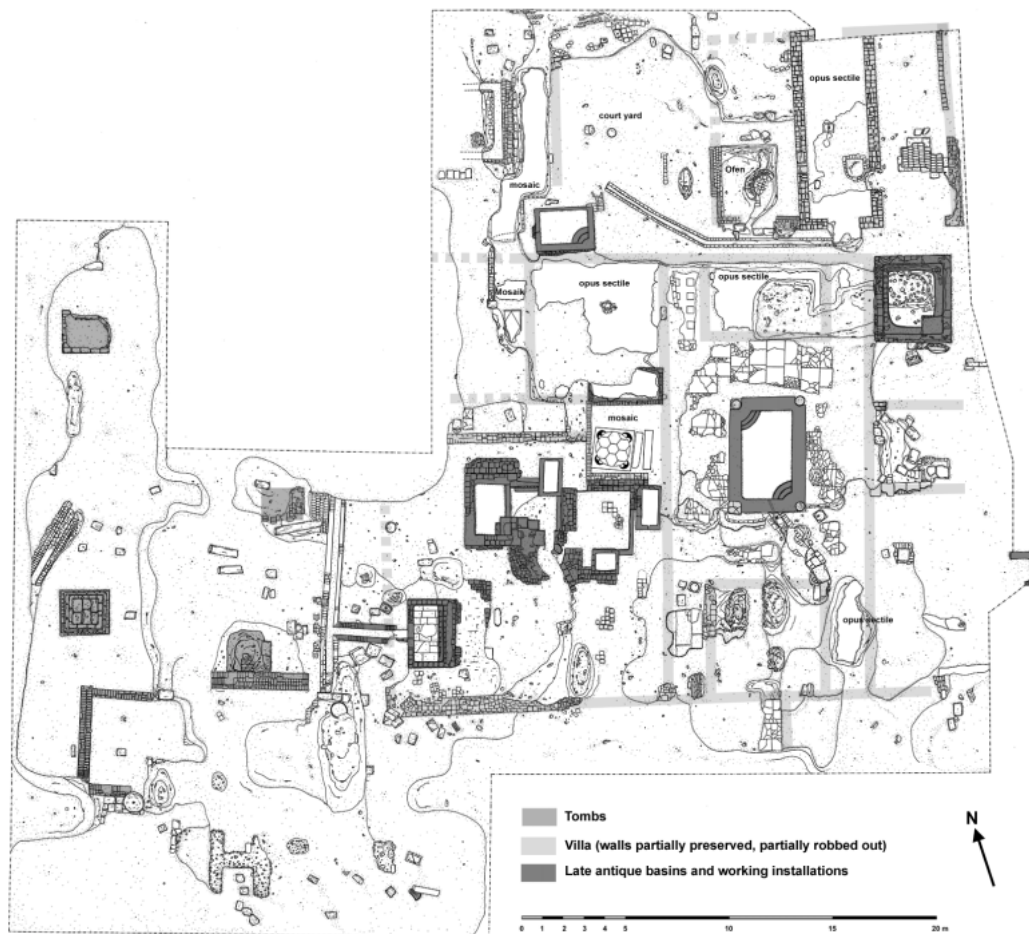 opus sectile
court yard
Ofen
mosaic
opus sectile
opus sectile
Mosaik
mosaic
opus sectile
Tombs
Villa (walls partially preserved, partially robbed out)
Late antique basins and working installations
N
0 1 2 3 4 5 10 15 20 m